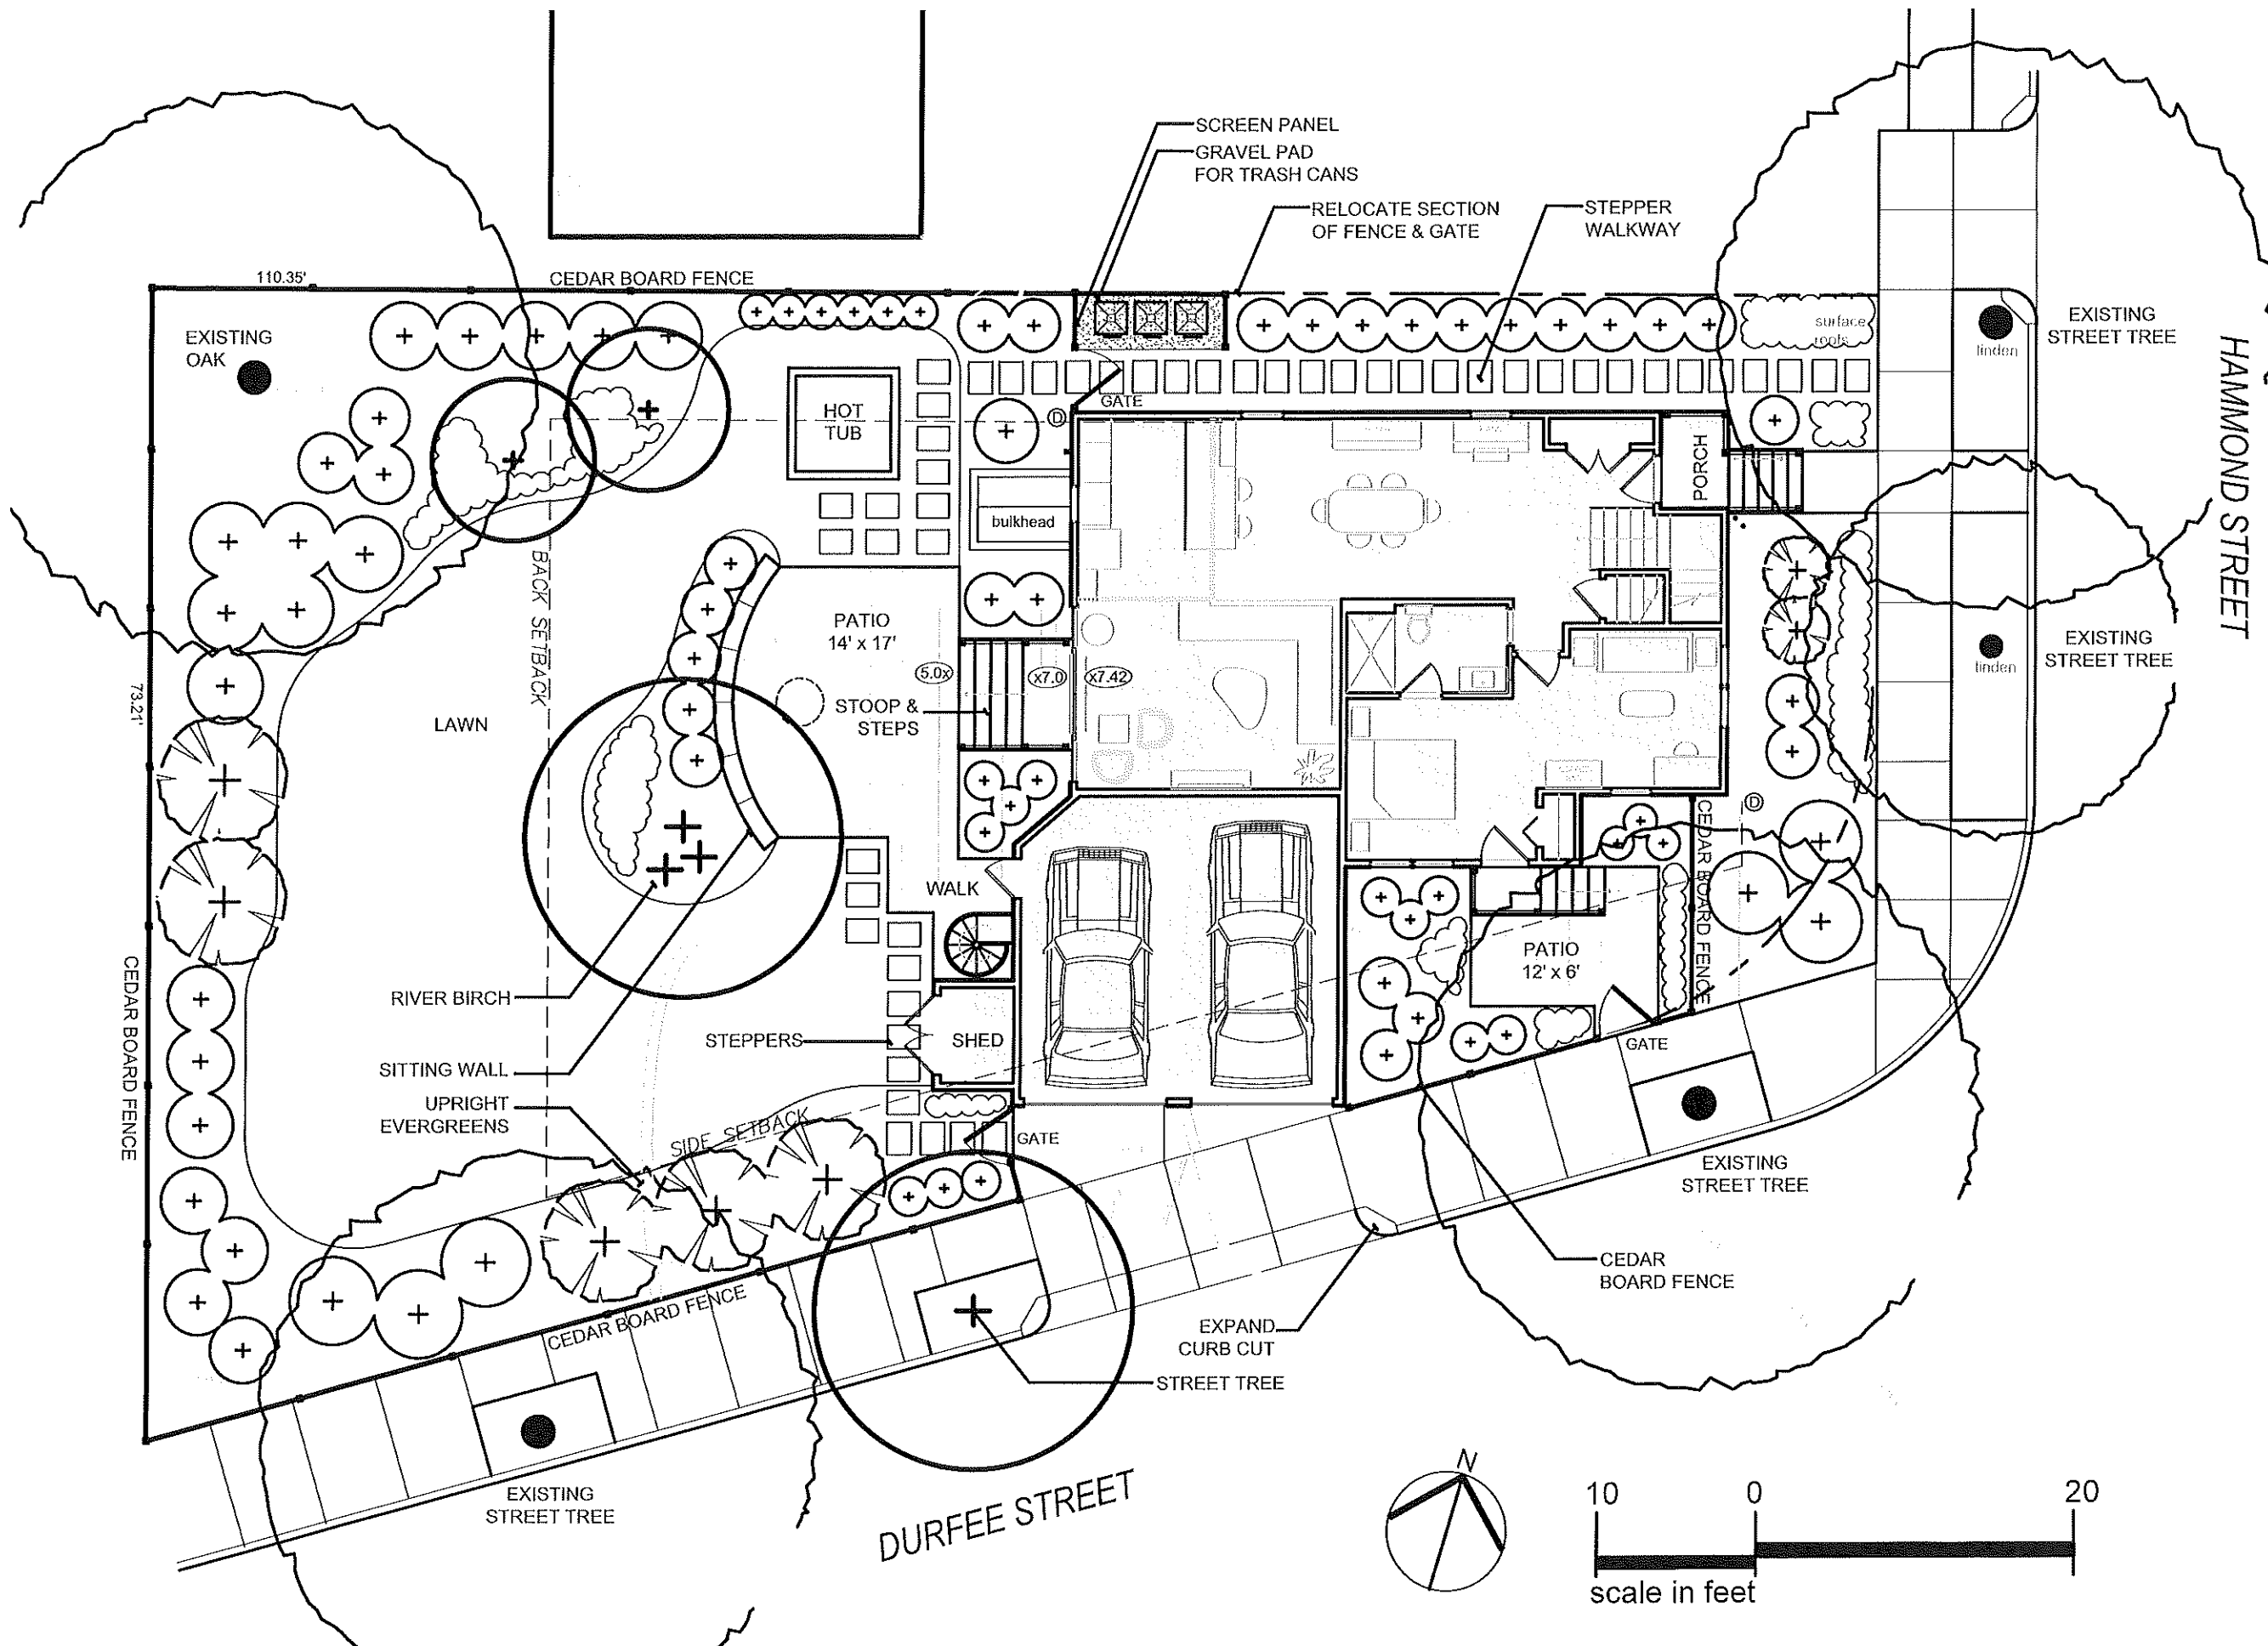 SCREEN PANEL
GRAVEL PAD
FOR TRASH CANS
RELOCATE SECTION
OF FENCE & GATE
STEPPER
WALKWAY
110.35'
CEDAR BOARD FENCE
EXISTING
OAK
surface
roots
linden
EXISTING
STREET TREE
HAMMOND STREET
GATE
HOT
TUB
D
PORCH
bulkhead
BACK SETBACK
PATIO
14' x 17'
5.0x
x7.0
x7.42
STOOP &
STEPS
LAWN
73.21'
linden
EXISTING
STREET TREE
D
CEDAR BOARD FENCE
WALK
PATIO
12' x 6'
CEDAR BOARD FENCE
RIVER BIRCH
STEPPERS
SHED
SITTING WALL
UPRIGHT
EVERGREENS
SIDE SETBACK
GATE
GATE
EXISTING
STREET TREE
CEDAR BOARD FENCE
CEDAR
BOARD FENCE
EXPAND
CURB CUT
STREET TREE
EXISTING
STREET TREE
DURFEE STREET
N
10 0 20
scale in feet